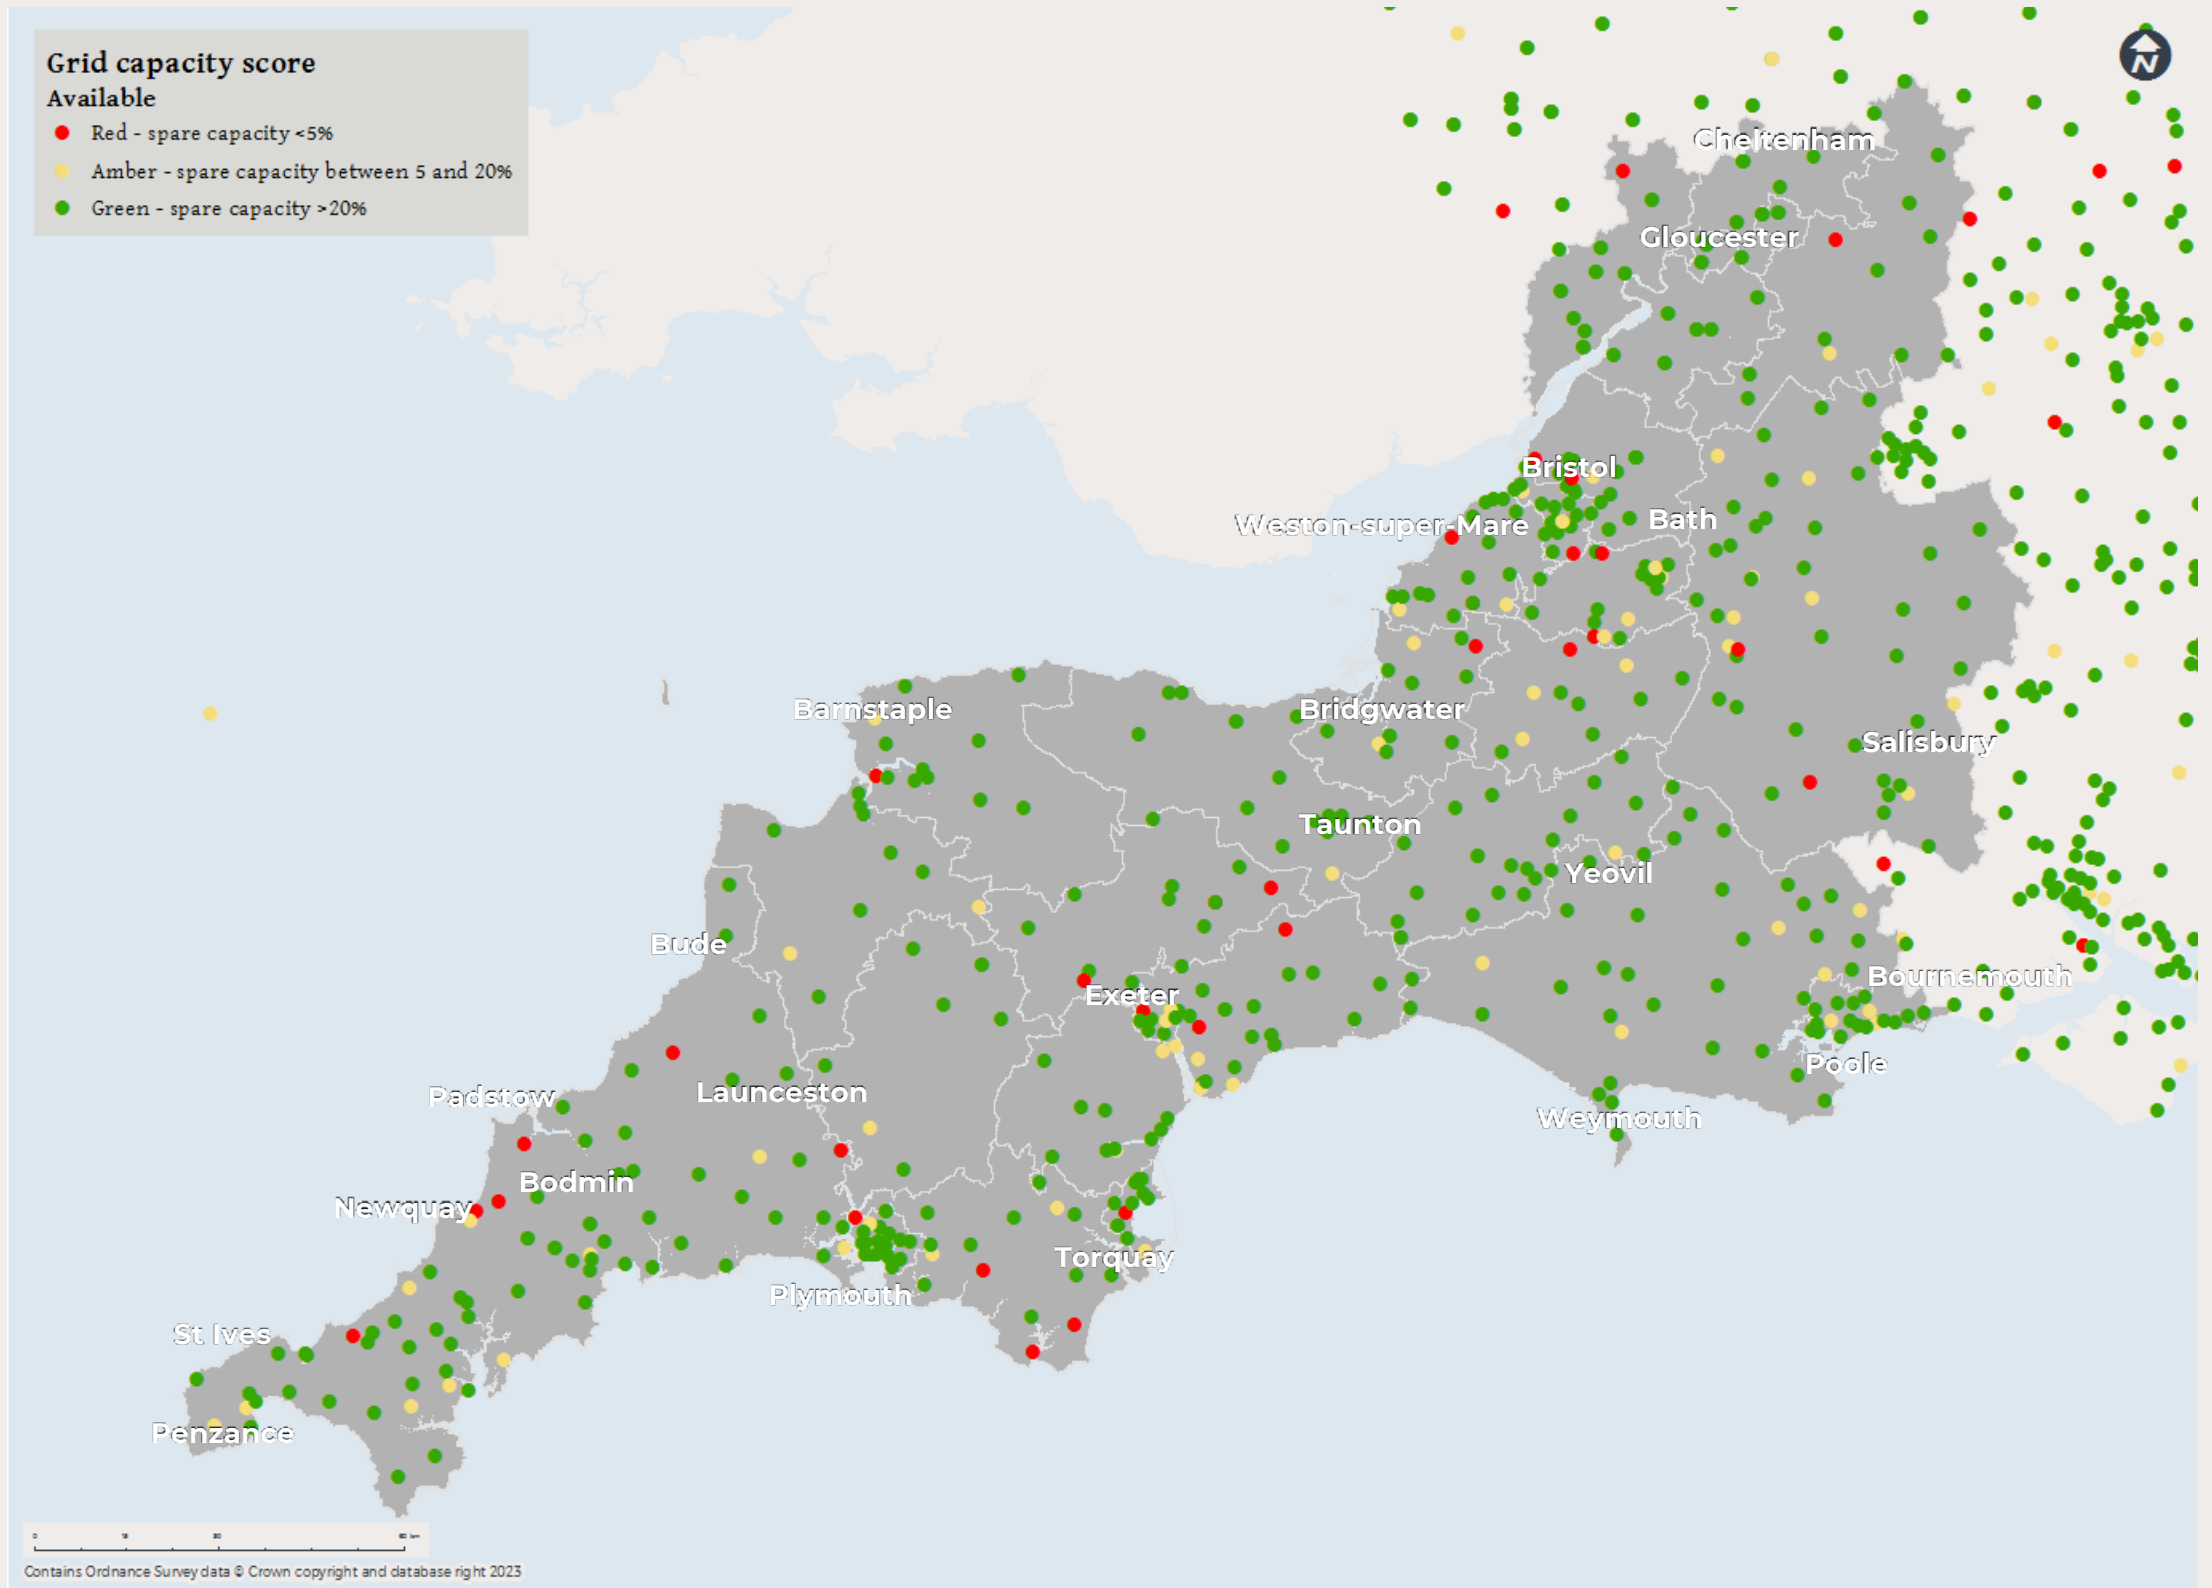 Grid capacity score
Available
Red - spare capacity <5%
Amber - spare capacity between 5 and 20%
Green - spare capacity >20%
N
Cheltenham
Gloucester
Bristol
Weston-super-Mare
Bath
Barnstaple
Bridgwater
Salisbury
Taunton
Yeovil
Bude
Bournemouth
Exeter
Poole
Launceston
Padstow
Weymouth
Bodmin
Newquay
Torquay
Plymouth
St Ives
Penzance
0
Contains Ordnance Survey data © Crown copyright and database right 2023